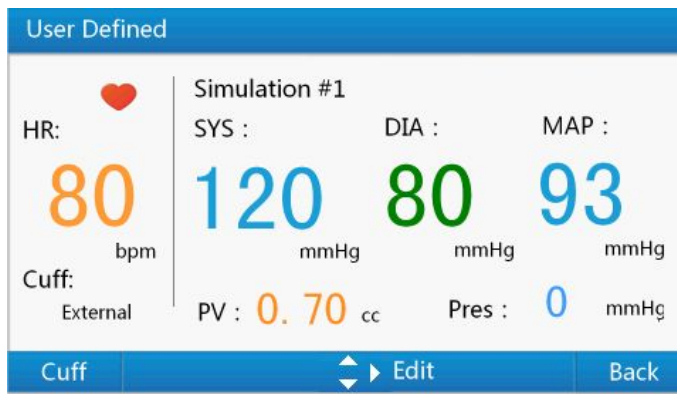 User Defined
Simulation #1
HR:
SYS : DIA : MAP :
80 120 80 93
bpm mmHg mmHg mmHg
Cuff:
External PV : 0. 70 cc Pres : 0 mmHg
Cuff Edit Back